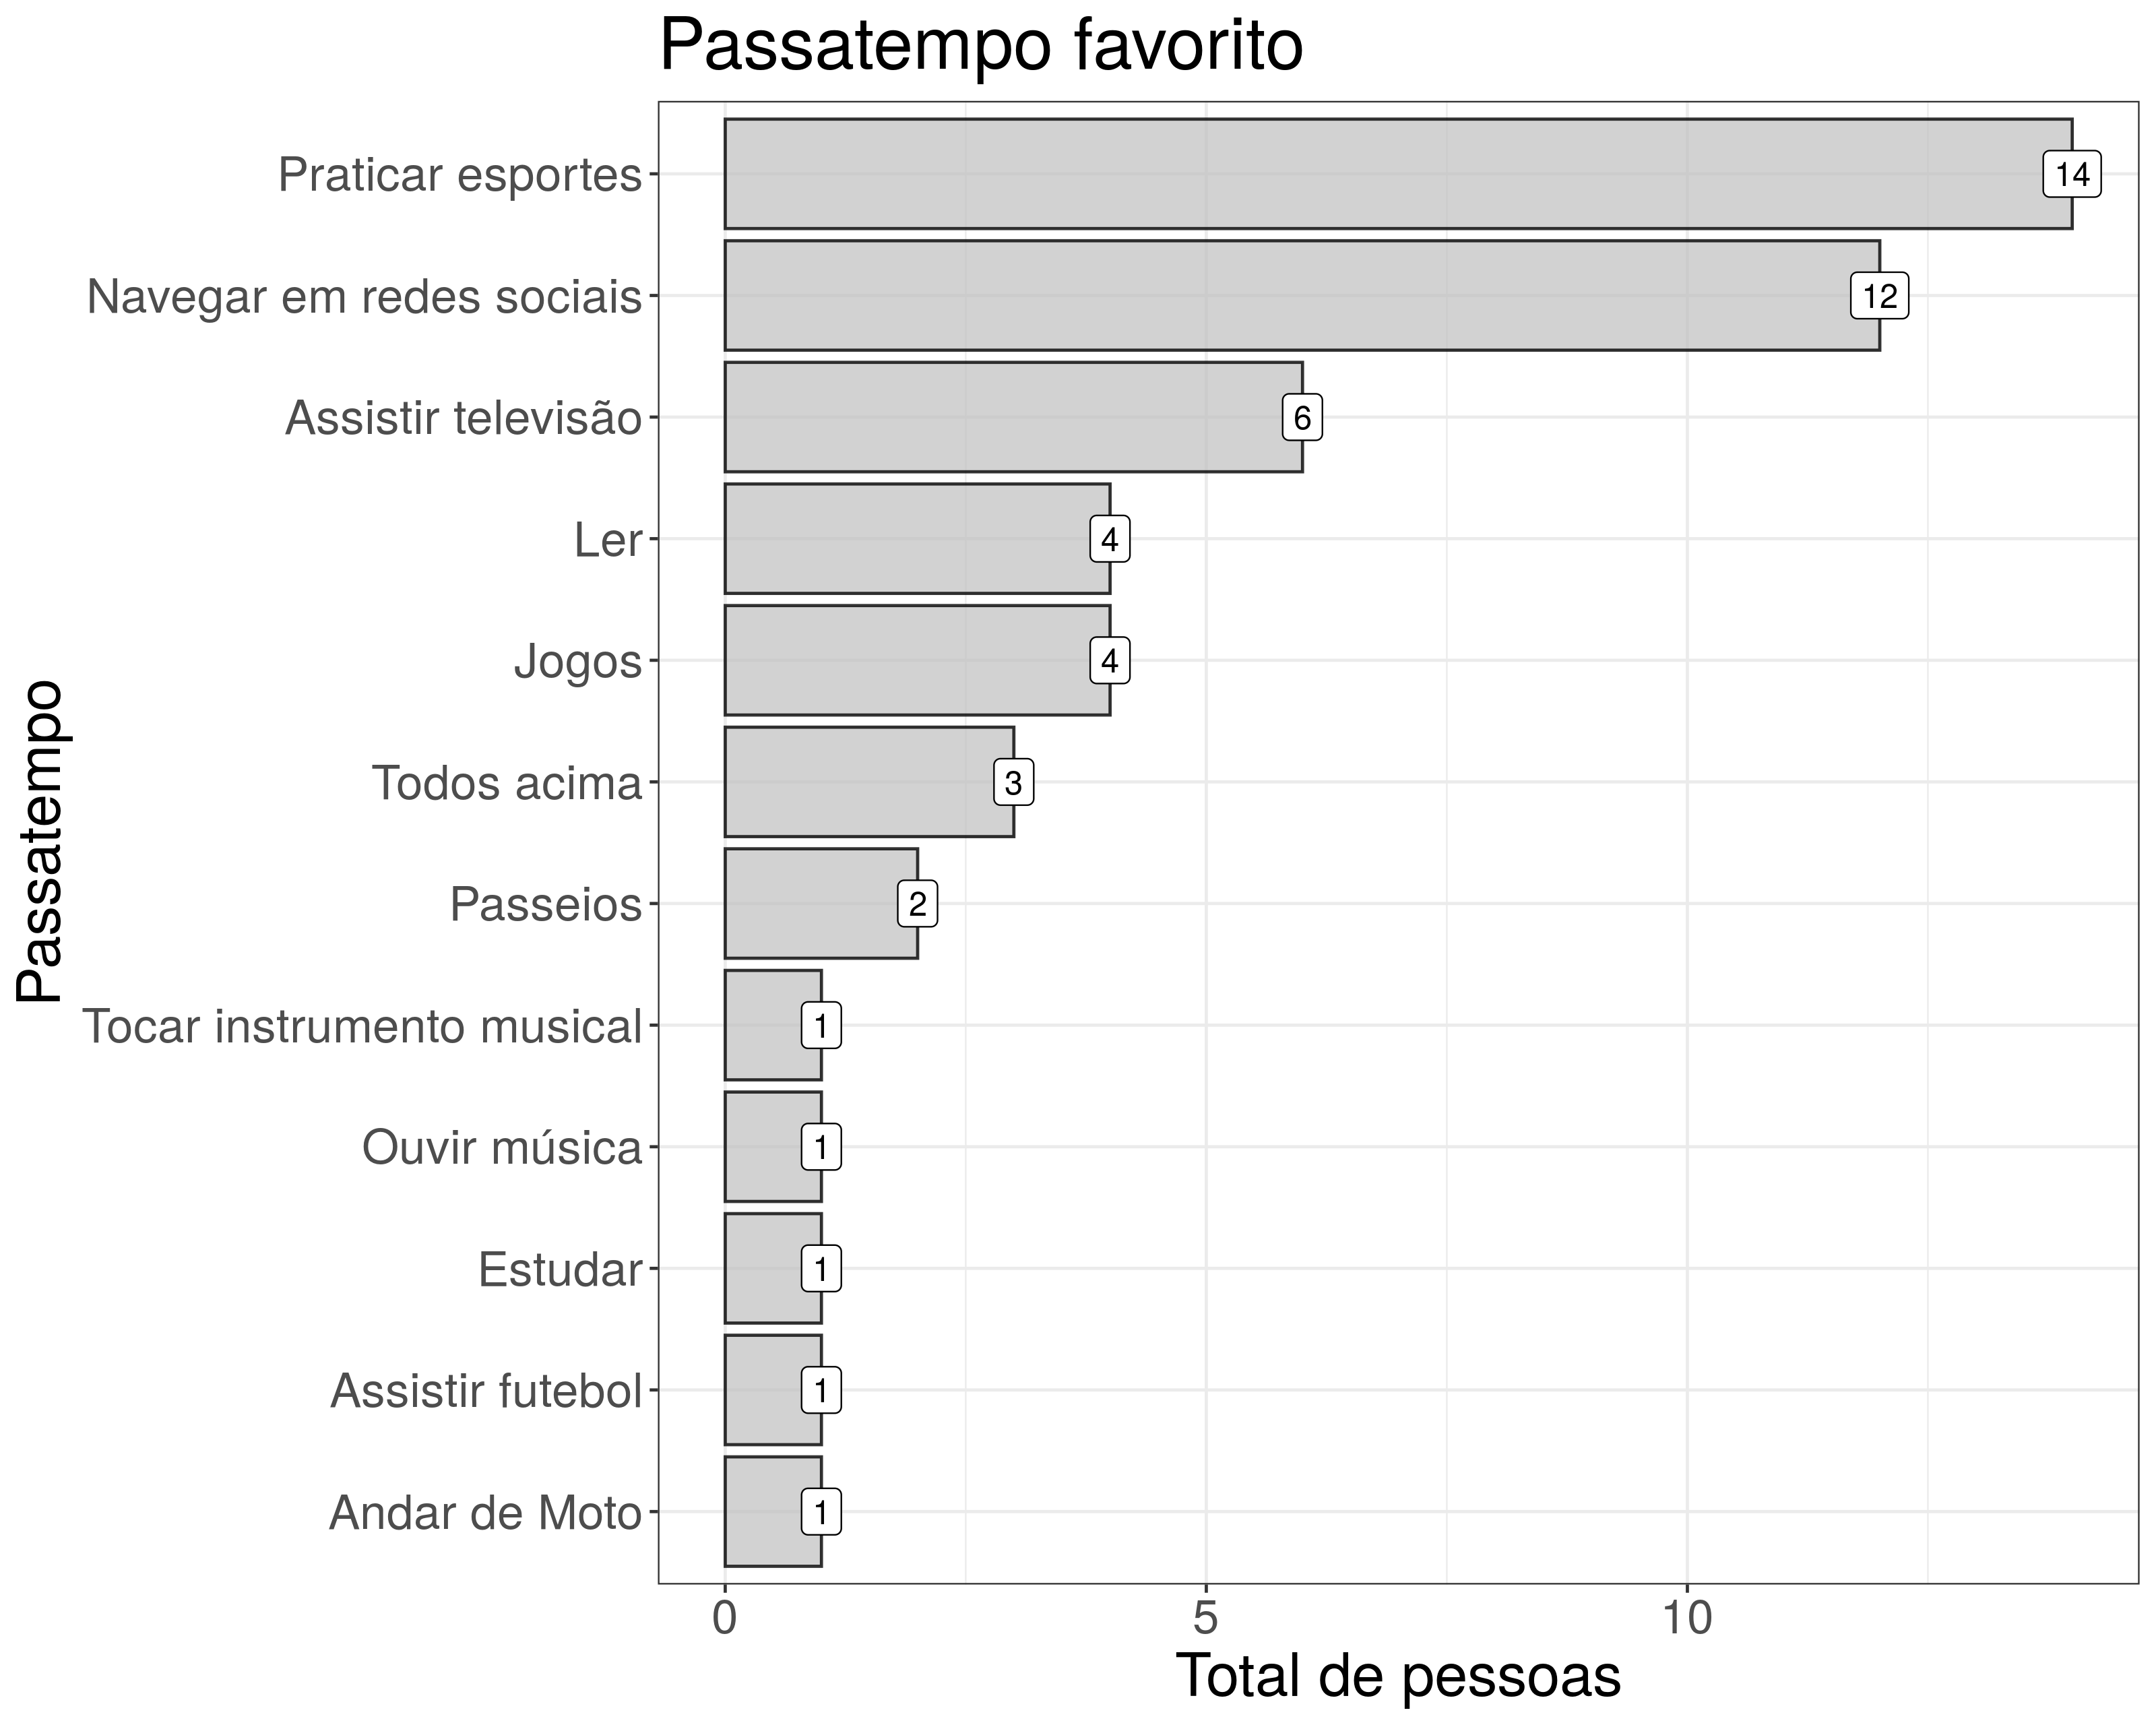 Passatempo favorito
Praticar esportes
14
Navegar em redes sociais
12
Assistir televisão
6
Ler
4
Jogos
4
Todos acima
3
Passeios
2
Tocar instrumento musical
1
Ouvir música
1
Estudar
1
Assistir futebol
1
Andar de Moto
1
Passatempo
0 5 10
Total de pessoas